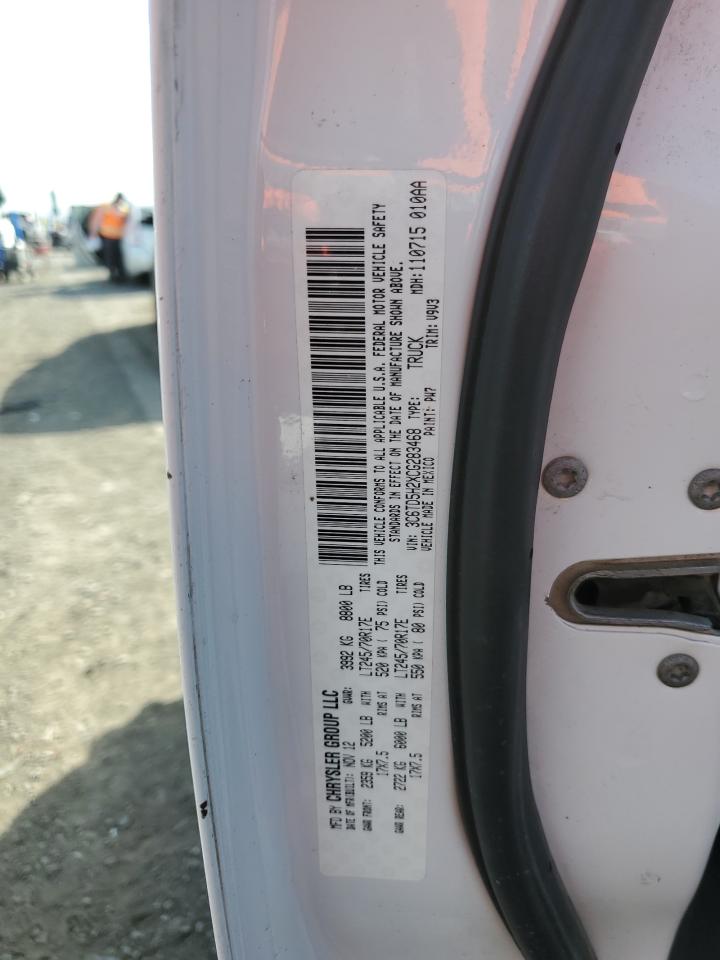 MFD BY CHRYSLER GROUP LLC
DATE OF MFR(BUILT): NOV 12 GVWR: 3992 KG 8800 LB
GAWR FRONT: 2359 KG 5200 LB WITH LT245/70R17E TIRES
17X7.5 RIMS AT 520 KPA ( 75 PSI) COLD
GAWR REAR: 2722 KG 6000 LB WITH LT245/70R17E TIRES
17X7.5 RIMS AT 550 KPA ( 80 PSI) COLD
THIS VEHICLE CONFORMS TO ALL APPLICABLE U.S.A. FEDERAL MOTOR VEHICLE SAFETY
STANDARDS IN EFFECT ON THE DATE OF MANUFACTURE SHOWN ABOVE.
VIN: 3C6TD5H2XCG283468 TYPE: TRUCK MDH:110715 010AA
VEHICLE MADE IN MEXICO PAINT: PW7 TRIM: V9V3